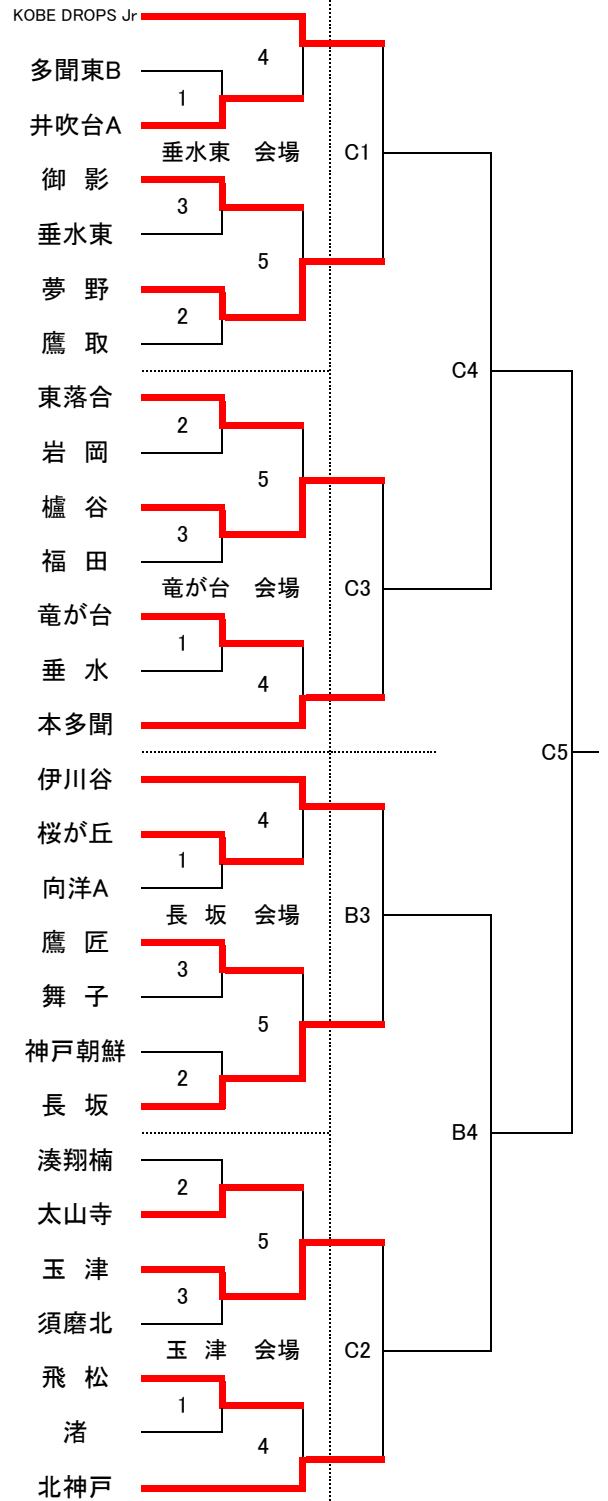 KOBE DROPS Jr
4
多聞東B
1
井吹台A
垂水東 会場
C1
御 影
3
垂水東
5
夢 野
2
鷹 取
C4
東落合
2
岩 岡
5
櫨谷
3
福 田
竜が台 会場
C3
竜が台
1
垂 水
4
本多聞
C5
伊川谷
4
桜が丘
1
向洋A
長 坂 会場
B3
鷹 匠
3
舞 子
5
神戸朝鮮
2
長 坂
B4
湊翔楠
2
太山寺
5
玉 津
3
須磨北
玉 津 会場
C2
飛 松
1
渚
4
北神戸